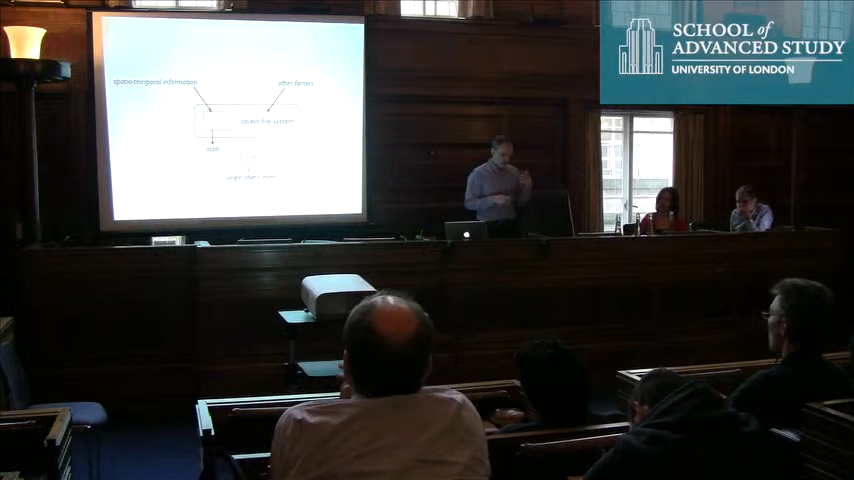 SCHOOL of
ADVANCED STUDY
UNIVERSITY OF LONDON
spatio-temporal information
other factors
object file system